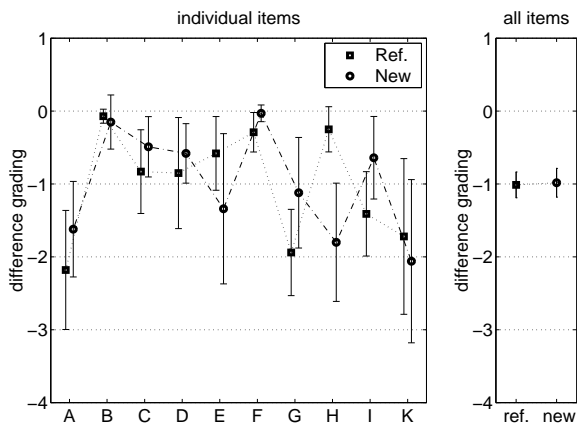 individual items
all items
1
0
−1
−2
−3
−4
difference grading
Ref.
New
A B C D E F G H I K
1
0
−1
−2
−3
−4
difference grading
ref. new